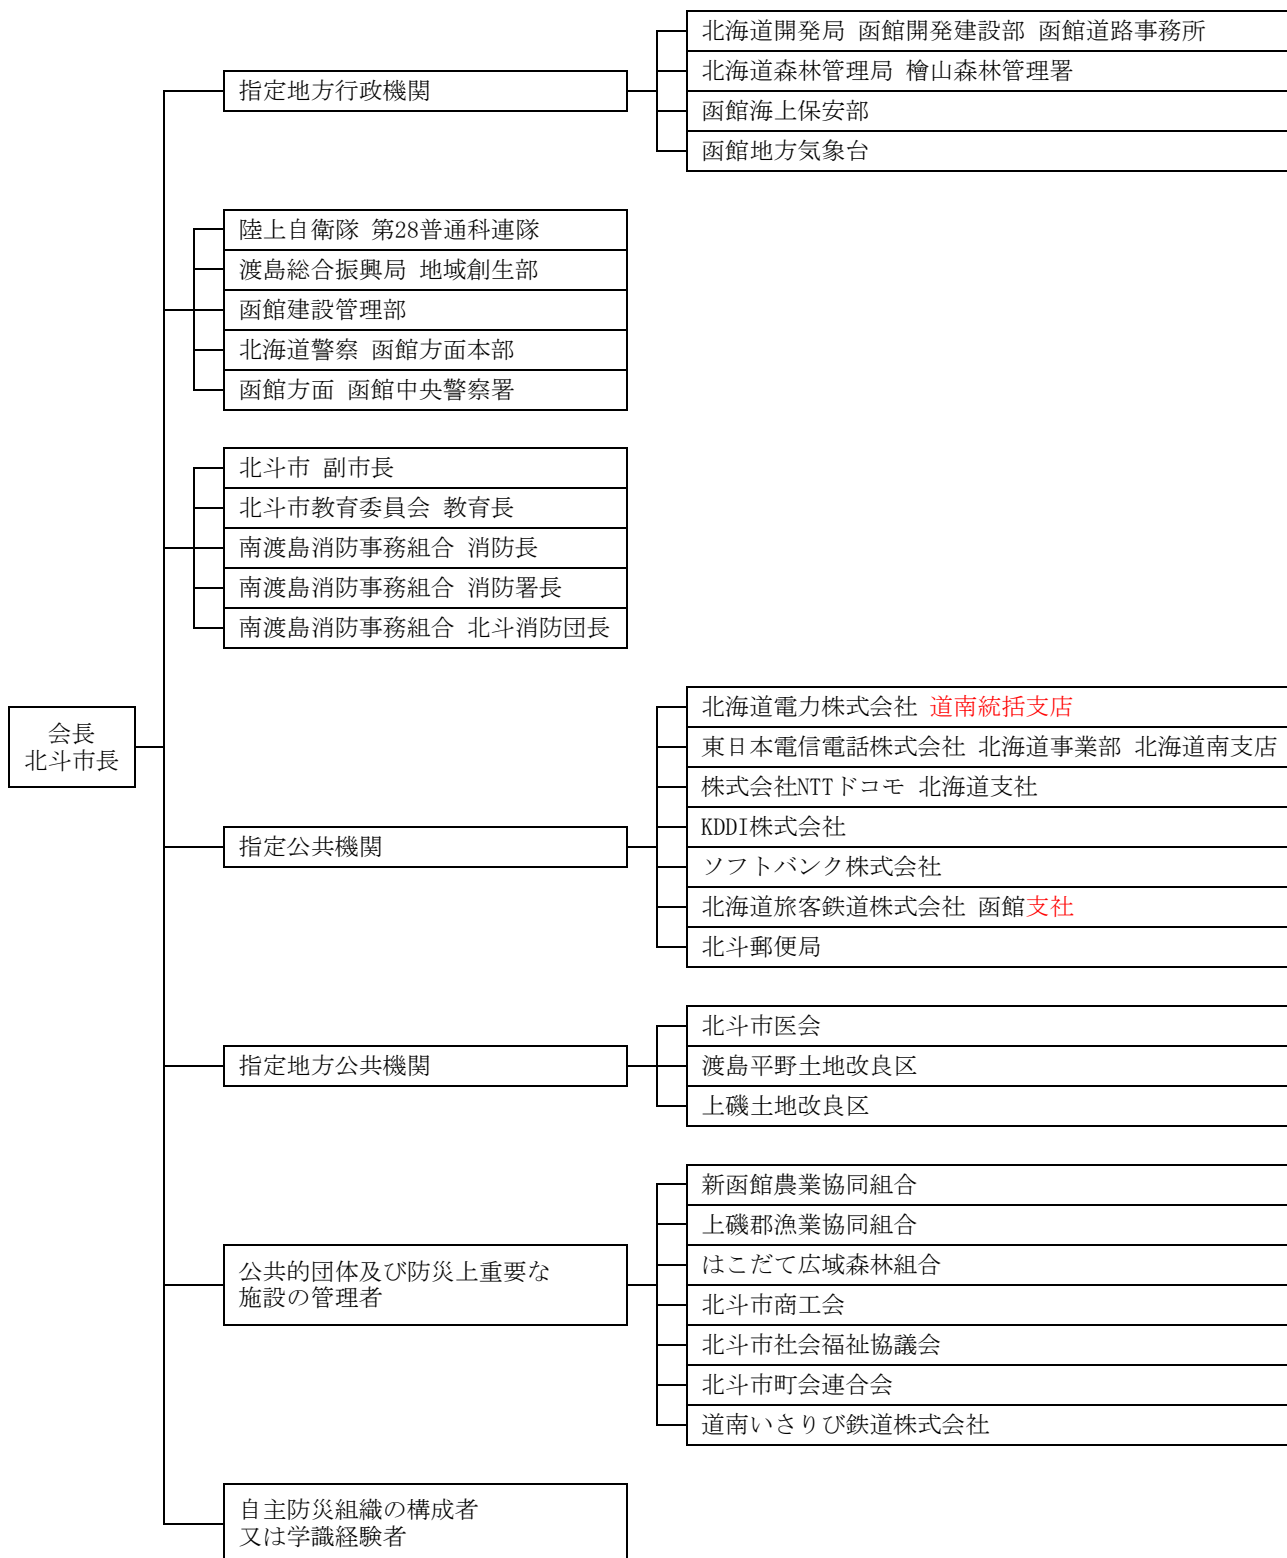 会長
北斗市長
指定地方行政機関
北海道開発局 函館開発建設部 函館道路事務所
北海道森林管理局 檜山森林管理署
函館海上保安部
函館地方気象台
陸上自衛隊 第28普通科連隊
渡島総合振興局 地域創生部
函館建設管理部
北海道警察 函館方面本部
函館方面 函館中央警察署
北斗市 副市長
北斗市教育委員会 教育長
南渡島消防事務組合 消防長
南渡島消防事務組合 消防署長
南渡島消防事務組合 北斗消防団長
指定公共機関
北海道電力株式会社 道南統括支店
東日本電信電話株式会社 北海道事業部 北海道南支店
株式会社NTTドコモ 北海道支社
KDDI株式会社
ソフトバンク株式会社
北海道旅客鉄道株式会社 函館支社
北斗郵便局
指定地方公共機関
北斗市医会
渡島平野土地改良区
上磯土地改良区
公共的団体及び防災上重要な
施設の管理者
新函館農業協同組合
上磯郡漁業協同組合
はこだて広域森林組合
北斗市商工会
北斗市社会福祉協議会
北斗市町会連合会
道南いさりび鉄道株式会社
自主防災組織の構成者
又は学識経験者